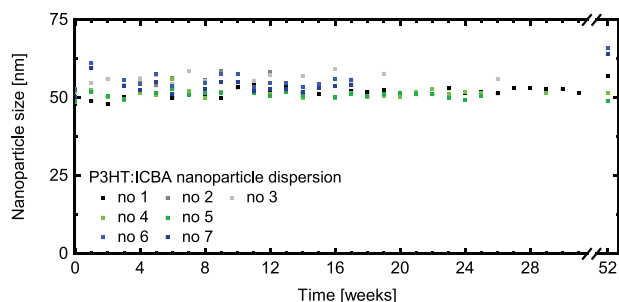 75
50
25
0
Nanoparticle size [nm]
P3HT:ICBA nanoparticle dispersion
no 1 no 2 no 3
no 4 no 5
no 6 no 7
0 4 8 12 16 20 24 28 52
Time [weeks]